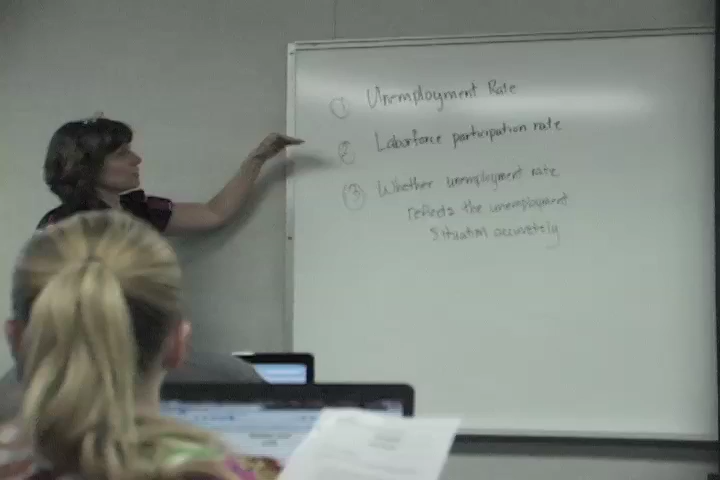 ① Unemployment Rate
② Laborforce participation rate
③ Whether unemployment rate
reflects the unemployment
situation accurately